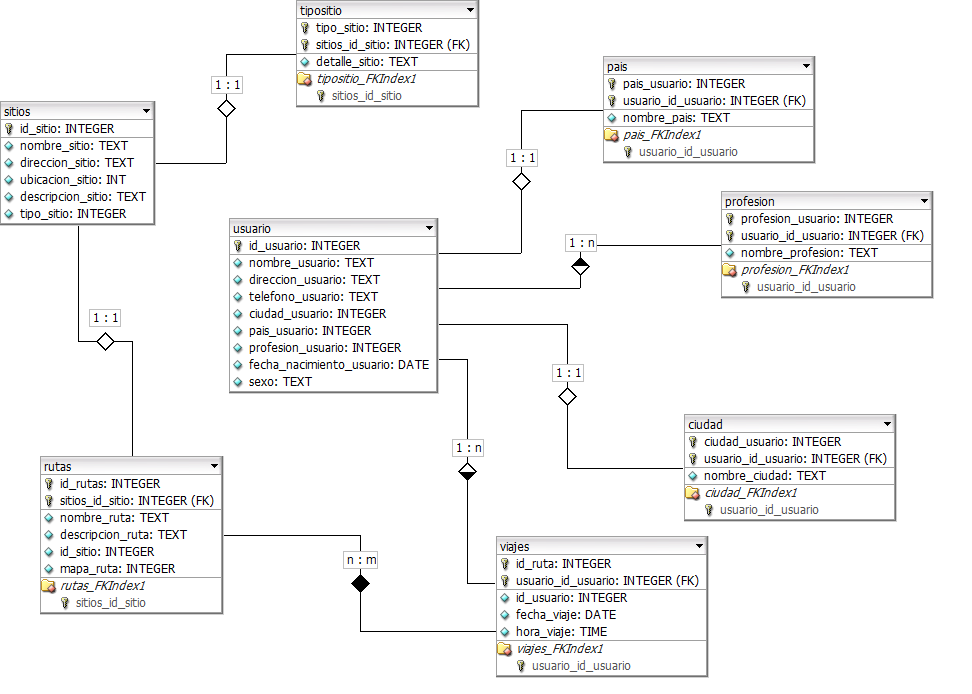 tipositio
tipo_sitio: INTEGER
sitios_id_sitio: INTEGER (FK)
detalle_sitio: TEXT
tipositio_FKIndex1
sitios_id_sitio
1 : 1
sitios
id_sitio: INTEGER
nombre_sitio: TEXT
direccion_sitio: TEXT
ubicacion_sitio: INT
descripcion_sitio: TEXT
tipo_sitio: INTEGER
pais
pais_usuario: INTEGER
usuario_id_usuario: INTEGER (FK)
nombre_pais: TEXT
pais_FKIndex1
usuario_id_usuario
1 : 1
profesion
profesion_usuario: INTEGER
usuario_id_usuario: INTEGER (FK)
nombre_profesion: TEXT
profesion_FKIndex1
usuario_id_usuario
1 : n
usuario
id_usuario: INTEGER
nombre_usuario: TEXT
direccion_usuario: TEXT
telefono_usuario: TEXT
ciudad_usuario: INTEGER
pais_usuario: INTEGER
profesion_usuario: INTEGER
fecha_nacimiento_usuario: DATE
sexo: TEXT
1 : 1
1 : 1
ciudad
ciudad_usuario: INTEGER
usuario_id_usuario: INTEGER (FK)
nombre_ciudad: TEXT
ciudad_FKIndex1
usuario_id_usuario
1 : n
rutas
id_rutas: INTEGER
sitios_id_sitio: INTEGER (FK)
nombre_ruta: TEXT
descripcion_ruta: TEXT
id_sitio: INTEGER
mapa_ruta: INTEGER
rutas_FKIndex1
sitios_id_sitio
n : m
viajes
id_ruta: INTEGER
usuario_id_usuario: INTEGER (FK)
id_usuario: INTEGER
fecha_viaje: DATE
hora_viaje: TIME
viajes_FKIndex1
usuario_id_usuario